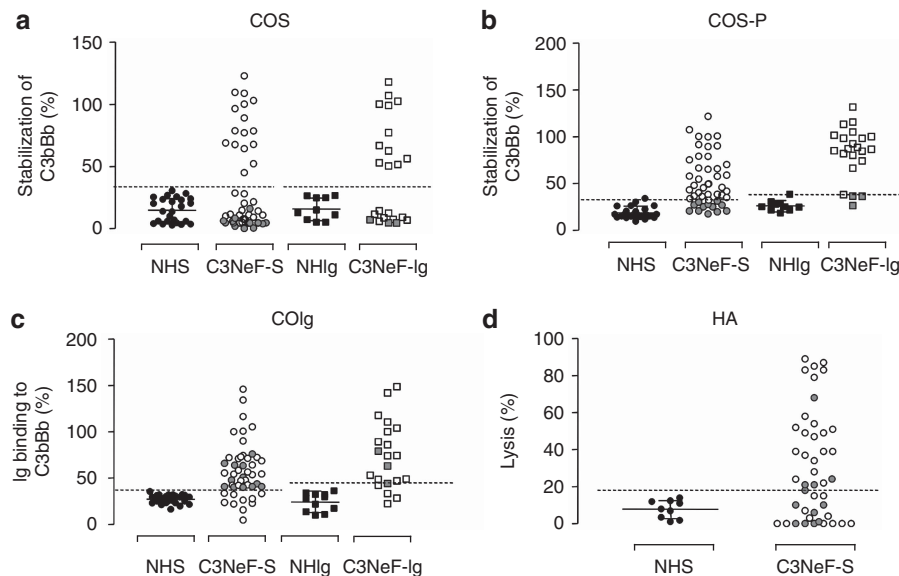 a
COS
150
100
50
0
Stabilization of
C3bBb (%)
NHS
C3NeF-S
NHIg
C3NeF-Ig
b
COS-P
200
150
100
50
0
Stabilization of
C3bBb (%)
NHS
C3NeF-S
NHIg
C3NeF-Ig
c
COIg
200
150
100
50
0
Ig binding to
C3bBb (%)
NHS
C3NeF-S
NHIg
C3NeF-Ig
d
HA
100
80
60
40
20
0
Lysis (%)
NHS
C3NeF-S